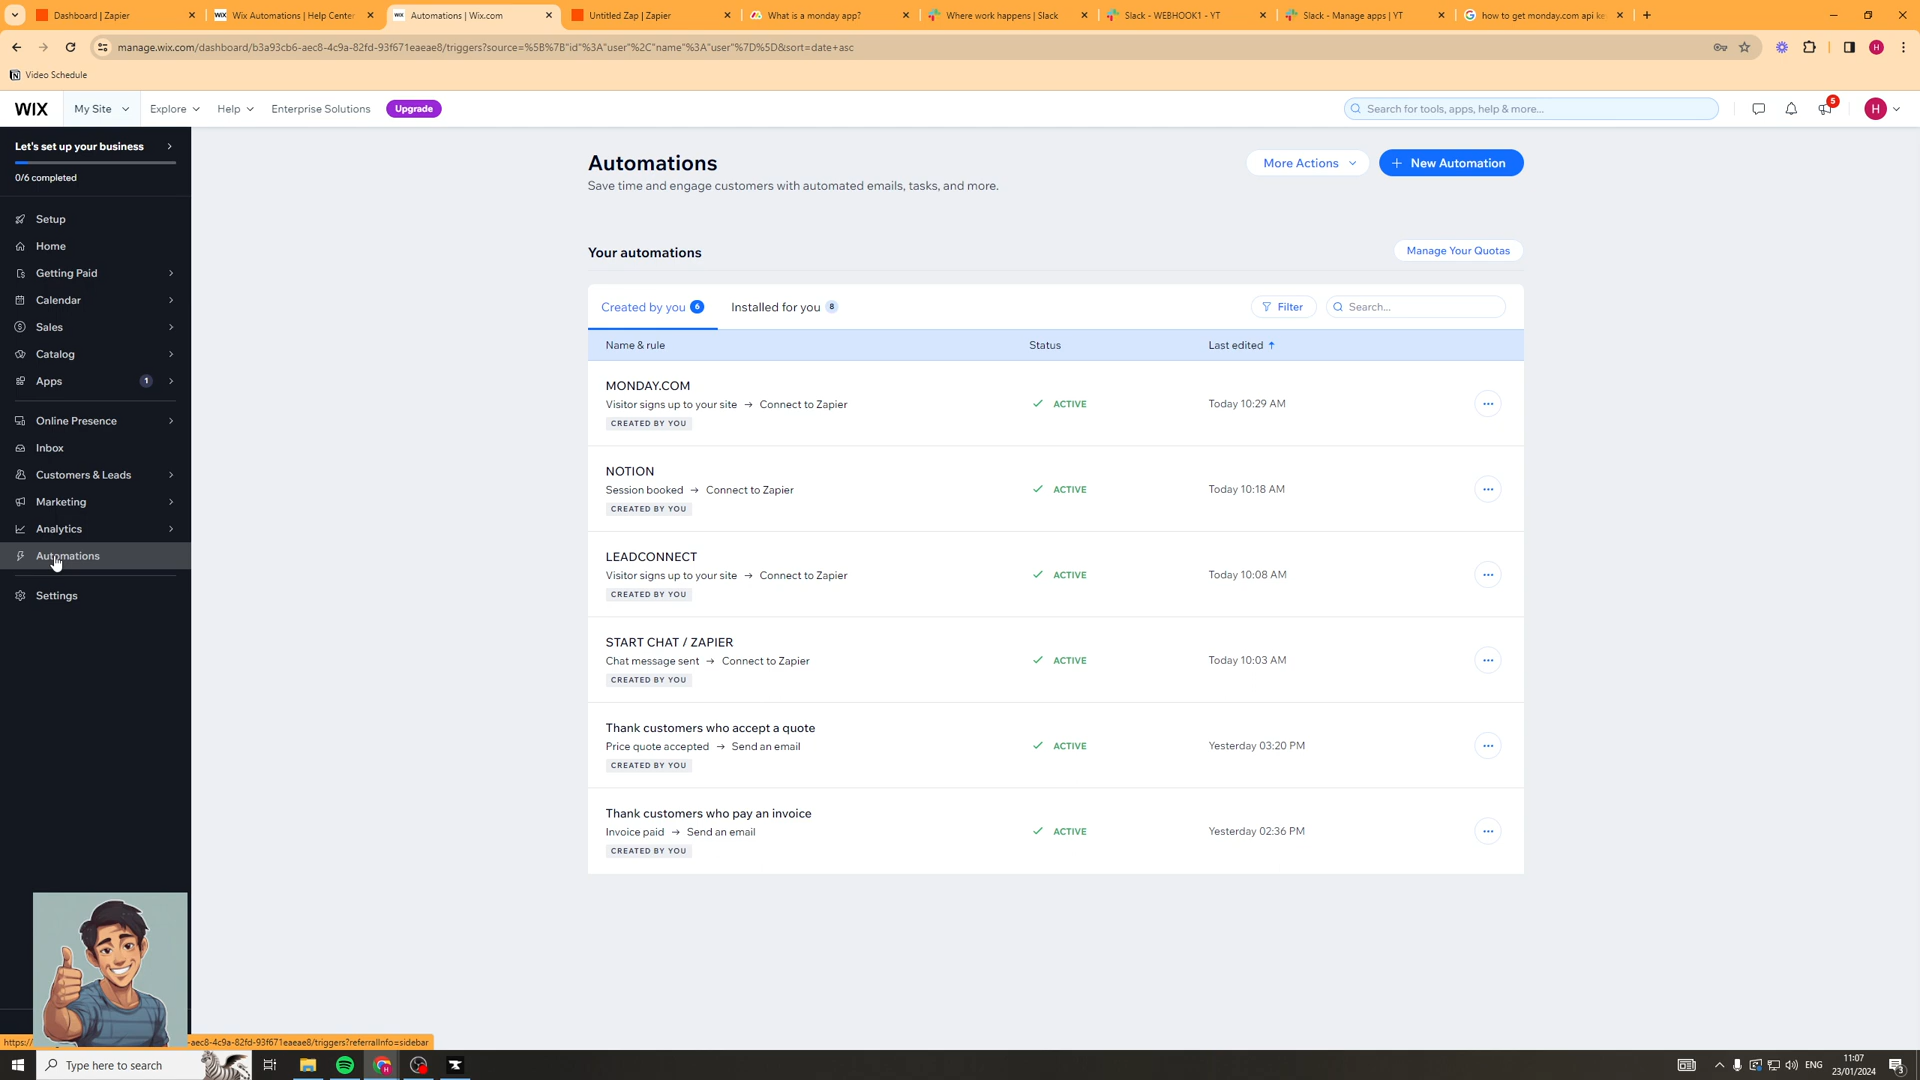 Dashboard | Zapier
Wix Automations | Help Center
Automations | Wix.com
Untitled Zap | Zapier
What is a monday app?
Where work happens | Slack
Slack - WEBHOOK1 - YT
Slack - Manage apps | YT
how to get monday.com api ke
manage.wix.com/dashboard/b3a93cb6-aec8-4c9a-82fd-93f671eaeae8/triggers?source=%5B%7B"id"%3A"user"%2C"name"%3A"user"%7D%5D&sort=date+asc
H
Video Schedule
WIX
My Site
Explore
Help
Enterprise Solutions
Upgrade
Search for tools, apps, help & more...
5
H
Let's set up your business
0/6 completed
Setup
Home
Getting Paid
Calendar
Sales
Catalog
Apps
1
Online Presence
Inbox
Customers & Leads
Marketing
Analytics
Automations
Settings
Automations
Save time and engage customers with automated emails, tasks, and more.
More Actions
+ New Automation
Your automations
Manage Your Quotas
Created by you 6
Installed for you 8
Filter
Search...
Name & rule
Status
Last edited ↑
MONDAY.COM
Visitor signs up to your site → Connect to Zapier
CREATED BY YOU
ACTIVE
Today 10:29 AM
NOTION
Session booked → Connect to Zapier
CREATED BY YOU
ACTIVE
Today 10:18 AM
LEADCONNECT
Visitor signs up to your site → Connect to Zapier
CREATED BY YOU
ACTIVE
Today 10:08 AM
START CHAT / ZAPIER
Chat message sent → Connect to Zapier
CREATED BY YOU
ACTIVE
Today 10:03 AM
Thank customers who accept a quote
Price quote accepted → Send an email
CREATED BY YOU
ACTIVE
Yesterday 03:20 PM
Thank customers who pay an invoice
Invoice paid → Send an email
CREATED BY YOU
ACTIVE
Yesterday 02:36 PM
https://
-aec8-4c9a-82fd-93f671eaeae8/triggers?referralInfo=sidebar
Type here to search
ENG
11:07
23/01/2024
3